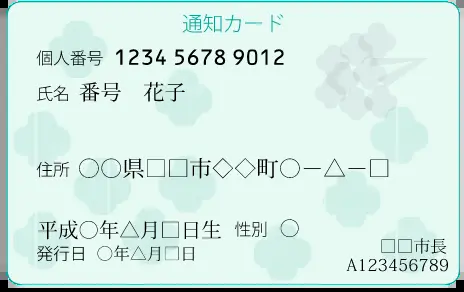 通知カード
個人番号 1234 5678 9012
氏名 番号　花子
住所 ○○県□□市◇◇町○－△－□
平成○年△月□日生 性別 ○
発行日 ○年△月□日
□□市長
A123456789